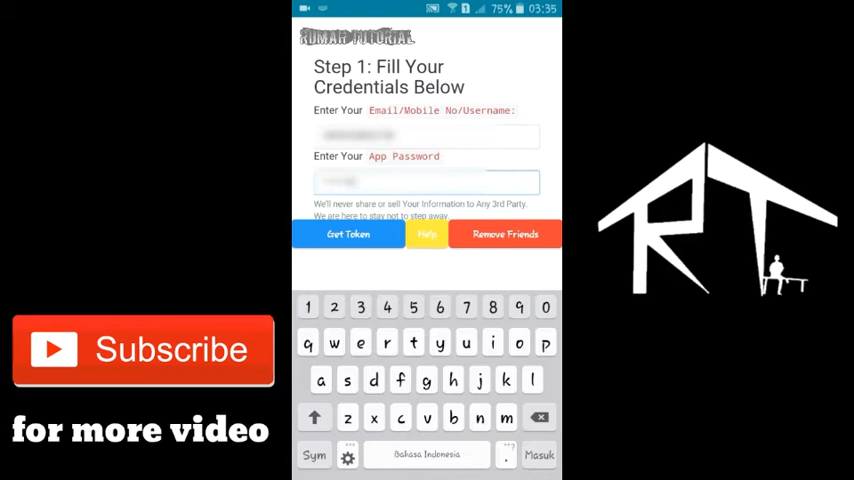 75% 03:35
RUMAH TUTORIAL
Step 1: Fill Your
Credentials Below
Enter Your Email/Mobile No/Username:
Enter Your App Password
We'll never share or sell Your Information to Any 3rd Party.
We are here to stay not to step away.
Get Token Help Remove Friends
1 2 3 4 5 6 7 8 9 0
q w e r t y u i o p
a s d f g h j k l
z x c v b n m
Sym Bahasa Indonesia . Masuk
Subscribe
for more video
RT